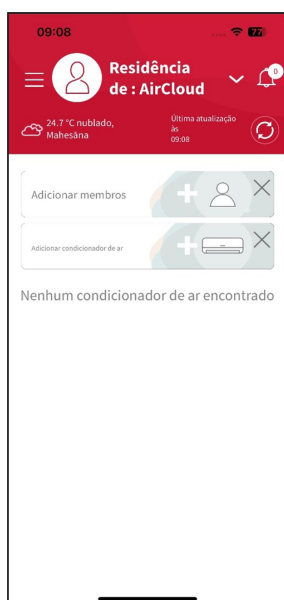 09:08
77
Residência
de : AirCloud
0
24.7 °C nublado,
Mahesāna
Última atualização
às
09:08
Adicionar membros
Adicionar condicionador de ar
Nenhum condicionador de ar encontrado